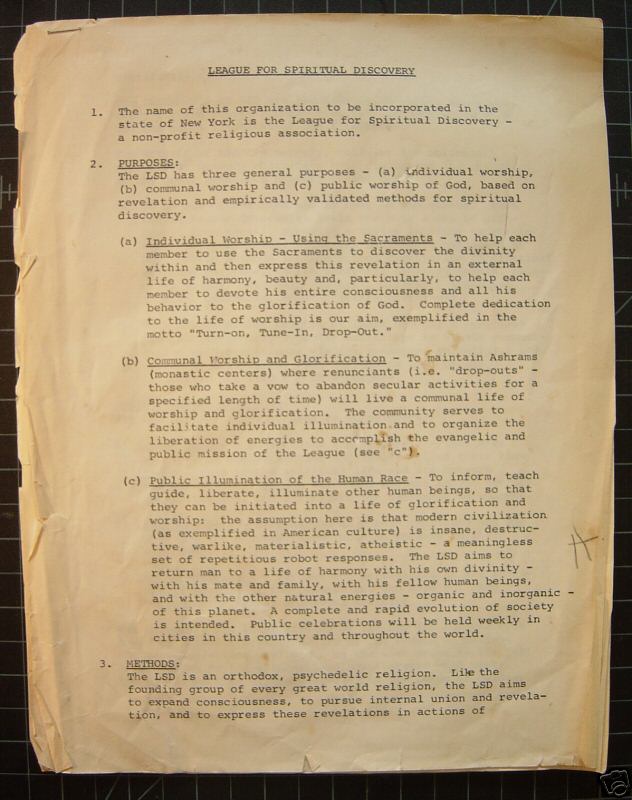 LEAGUE FOR SPIRITUAL DISCOVERY
1. The name of this organization to be incorporated in the
state of New York is the League for Spiritual Discovery -
a non-profit religious association.
2. PURPOSES:
The LSD has three general purposes - (a) individual worship,
(b) communal worship and (c) public worship of God, based on
revelation and empirically validated methods for spiritual
discovery.
(a) Individual Worship - Using the Sacraments - To help each
member to use the Sacraments to discover the divinity
within and then express this revelation in an external
life of harmony, beauty and, particularly, to help each
member to devote his entire consciousness and all his
behavior to the glorification of God. Complete dedication
to the life of worship is our aim, exemplified in the
motto "Turn-on, Tune-In, Drop-Out."
(b) Communal Worship and Glorification - To maintain Ashrams
(monastic centers) where renunciants (i.e. "drop-outs" -
those who take a vow to abandon secular activities for a
specified length of time) will live a communal life of
worship and glorification. The community serves to
facilitate individual illumination and to organize the
liberation of energies to accomplish the evangelic and
public mission of the League (see "c").
(c) Public Illumination of the Human Race - To inform, teach
guide, liberate, illuminate other human beings, so that
they can be initiated into a life of glorification and
worship: the assumption here is that modern civilization
(as exemplified in American culture) is insane, destruc-
tive, warlike, materialistic, atheistic - a meaningless
set of repetitious robot responses. The LSD aims to
return man to a life of harmony with his own divinity -
with his mate and family, with his fellow human beings,
and with the other natural energies - organic and inorganic -
of this planet. A complete and rapid evolution of society
is intended. Public celebrations will be held weekly in
cities in this country and throughout the world.
3. METHODS:
The LSD is an orthodox, psychedelic religion. Like the
founding group of every great world religion, the LSD aims
to expand consciousness, to pursue internal union and revela-
tion, and to express these revelations in actions of